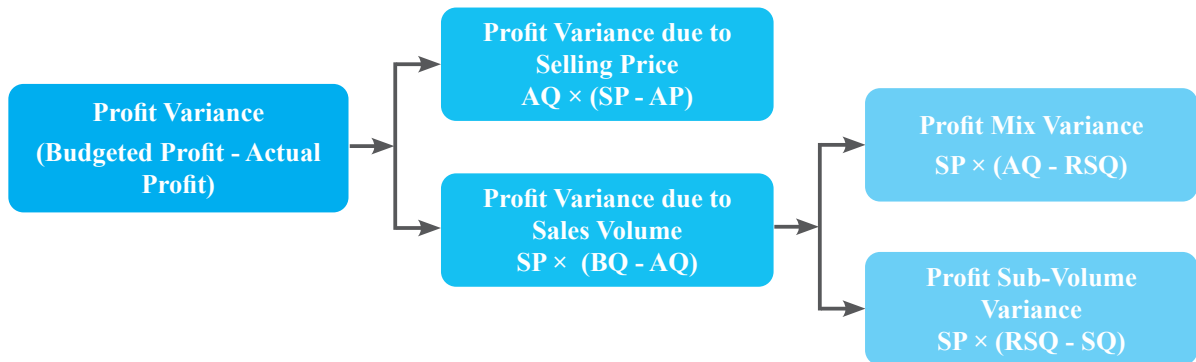 Profit Variance
(Budgeted Profit - Actual
Profit)
Profit Variance due to
Selling Price
AQ × (SP - AP)
Profit Variance due to
Sales Volume
SP × (BQ - AQ)
Profit Mix Variance
SP × (AQ - RSQ)
Profit Sub-Volume
Variance
SP × (RSQ - SQ)